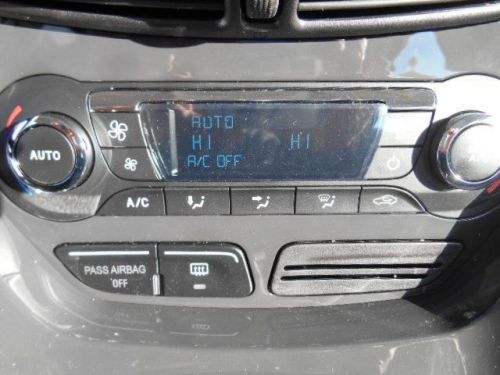 AUTO
HI HI
A/C OFF
AUTO
A/C
PASS AIRBAG
OFF